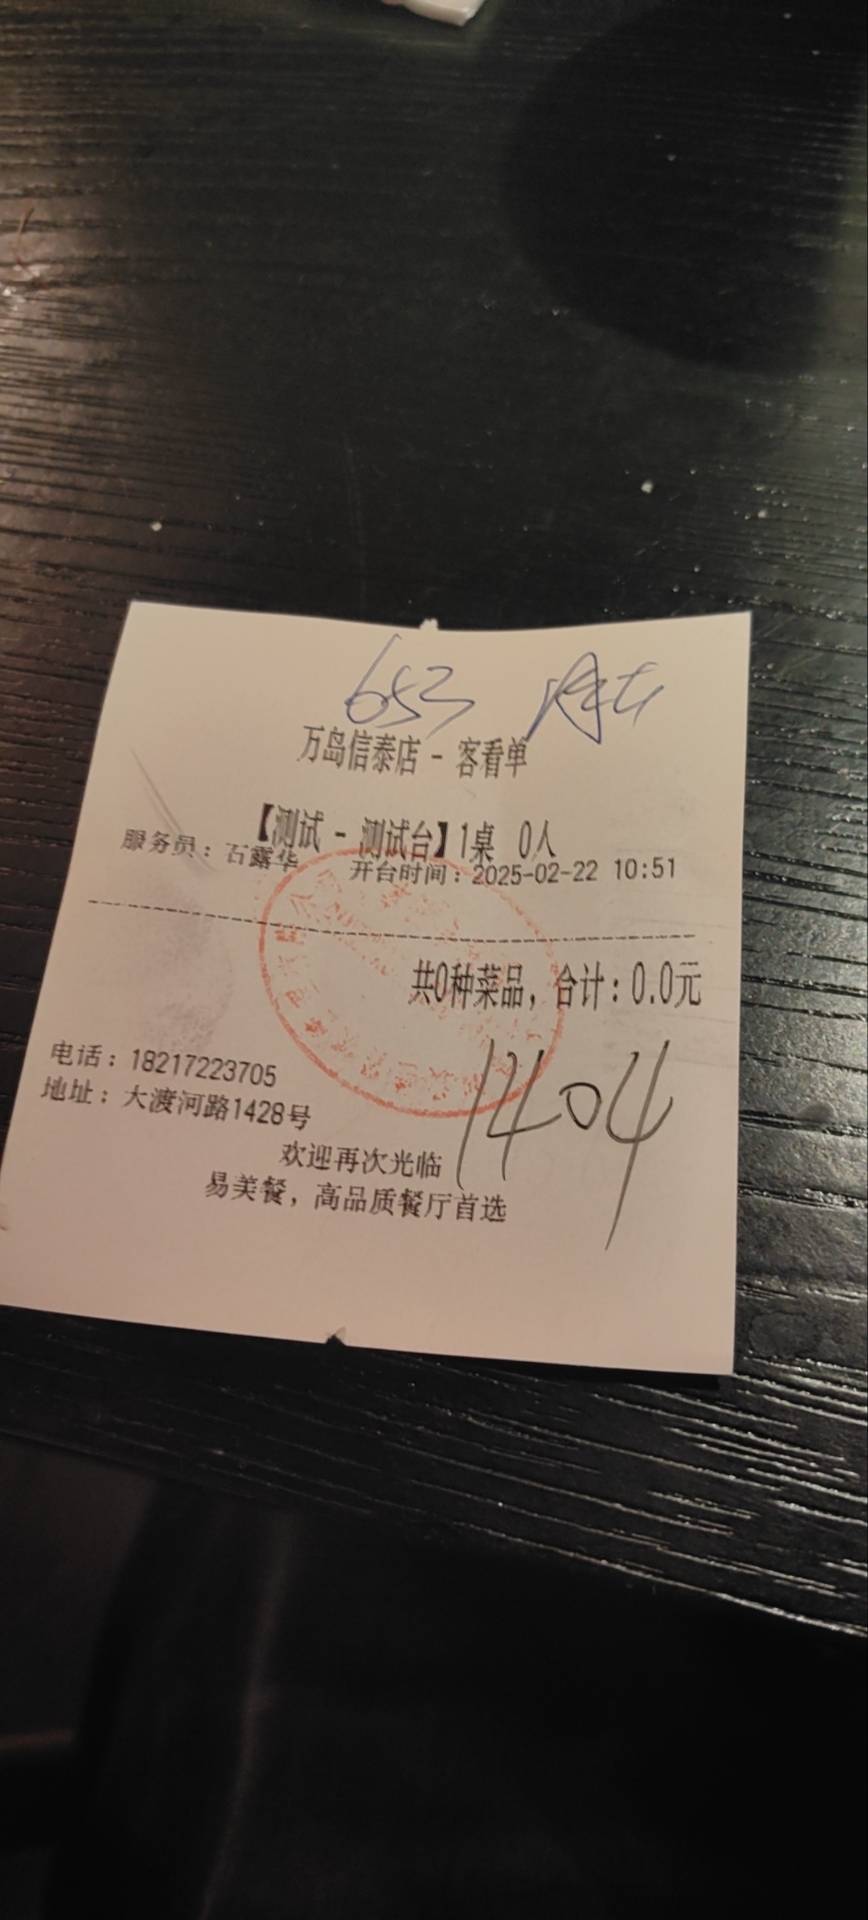 653
万岛信泰店 - 客看单
【测试 - 测试台】1桌 0人
服务员：石露华 开台时间：2025-02-22 10:51
共0种菜品，合计：0.0元
1404
电话：18217223705
地址：大渡河路1428号
欢迎再次光临
易美餐，高品质餐厅首选